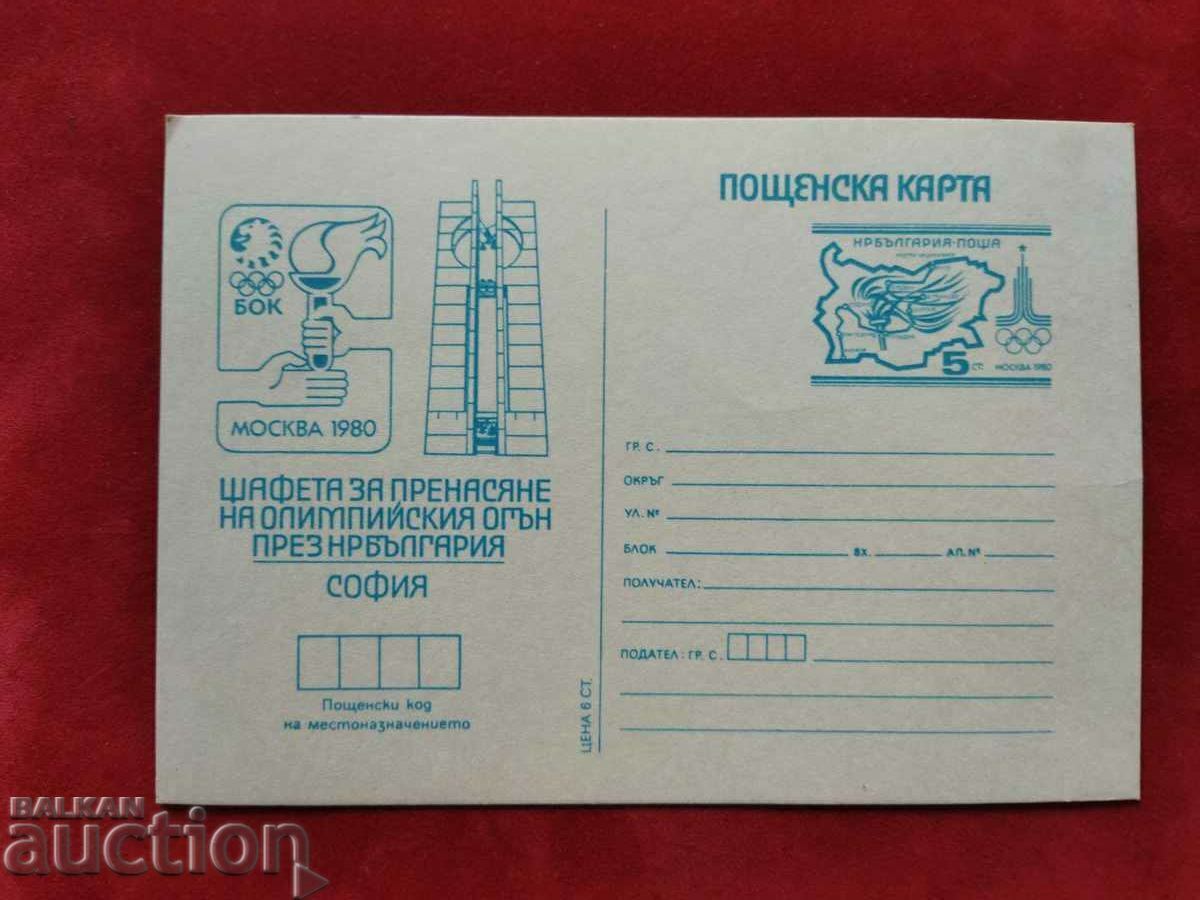 БОК
МОСКВА 1980
ЩАФЕТА ЗА ПРЕНАСЯНЕ
НА ОЛИМПИЙСКИЯ ОГЪН
ПРЕЗ НРБЪЛГАРИЯ
СОФИЯ
Пощенски код
на местоназначението
ЦЕНА 6 СТ.
ПОЩЕНСКА КАРТА
НРБЪЛГАРИЯ·ПОЩА
5 СТ. МОСКВА 1980
ГР. С.
ОКРЪГ
УЛ. №
БЛОК ВХ. АП. №
ПОЛУЧАТЕЛ:
ПОДАТЕЛ: ГР. С.
BALKAN
auction